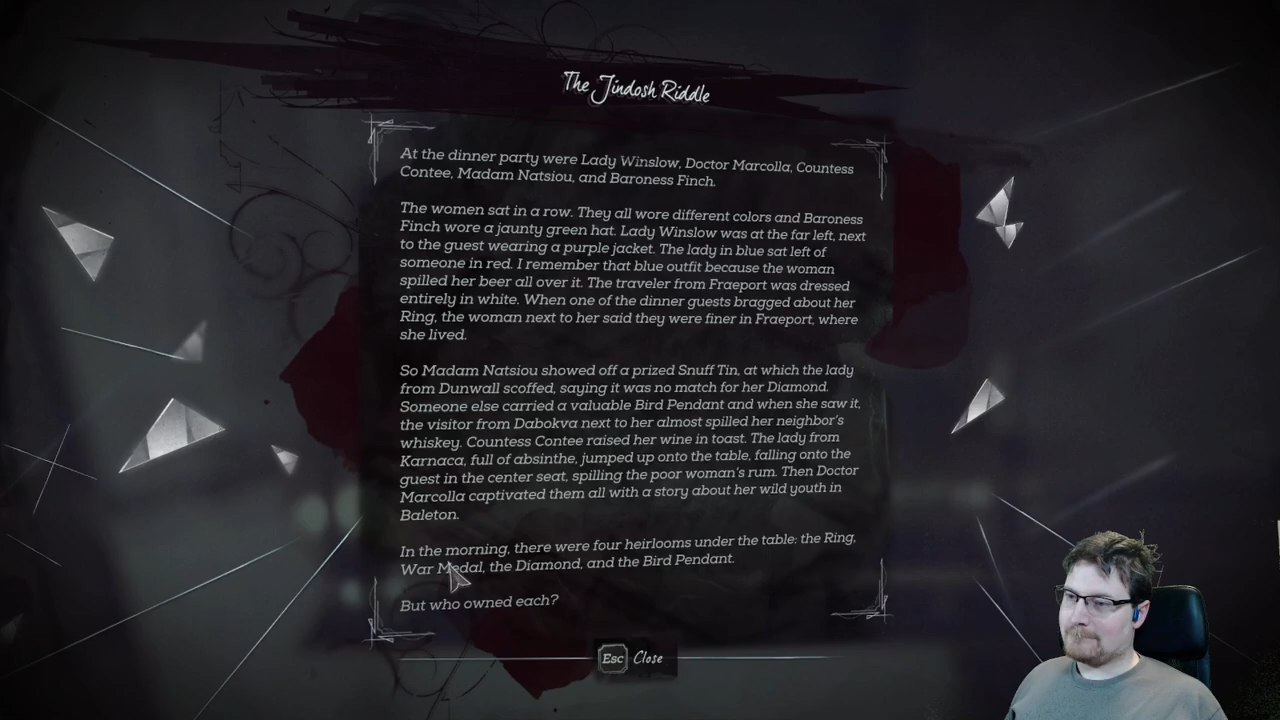 The Jindosh Riddle
At the dinner party were Lady Winslow, Doctor Marcolla, Countess
Contee, Madam Natsiou, and Baroness Finch.
The women sat in a row. They all wore different colors and Baroness
Finch wore a jaunty green hat. Lady Winslow was at the far left, next
to the guest wearing a purple jacket. The lady in blue sat left of
someone in red. I remember that blue outfit because the woman
spilled her beer all over it. The traveler from Fraeport was dressed
entirely in white. When one of the dinner guests bragged about her
Ring, the woman next to her said they were finer in Fraeport, where
she lived.
So Madam Natsiou showed off a prized Snuff Tin, at which the lady
from Dunwall scoffed, saying it was no match for her Diamond.
Someone else carried a valuable Bird Pendant and when she saw it,
the visitor from Dabokva next to her almost spilled her neighbor's
whiskey. Countess Contee raised her wine in toast. The lady from
Karnaca, full of absinthe, jumped up onto the table, falling onto the
guest in the center seat, spilling the poor woman's rum. Then Doctor
Marcolla captivated them all with a story about her wild youth in
Baleton.
In the morning, there were four heirlooms under the table: the Ring,
War Medal, the Diamond, and the Bird Pendant.
But who owned each?
Esc Close